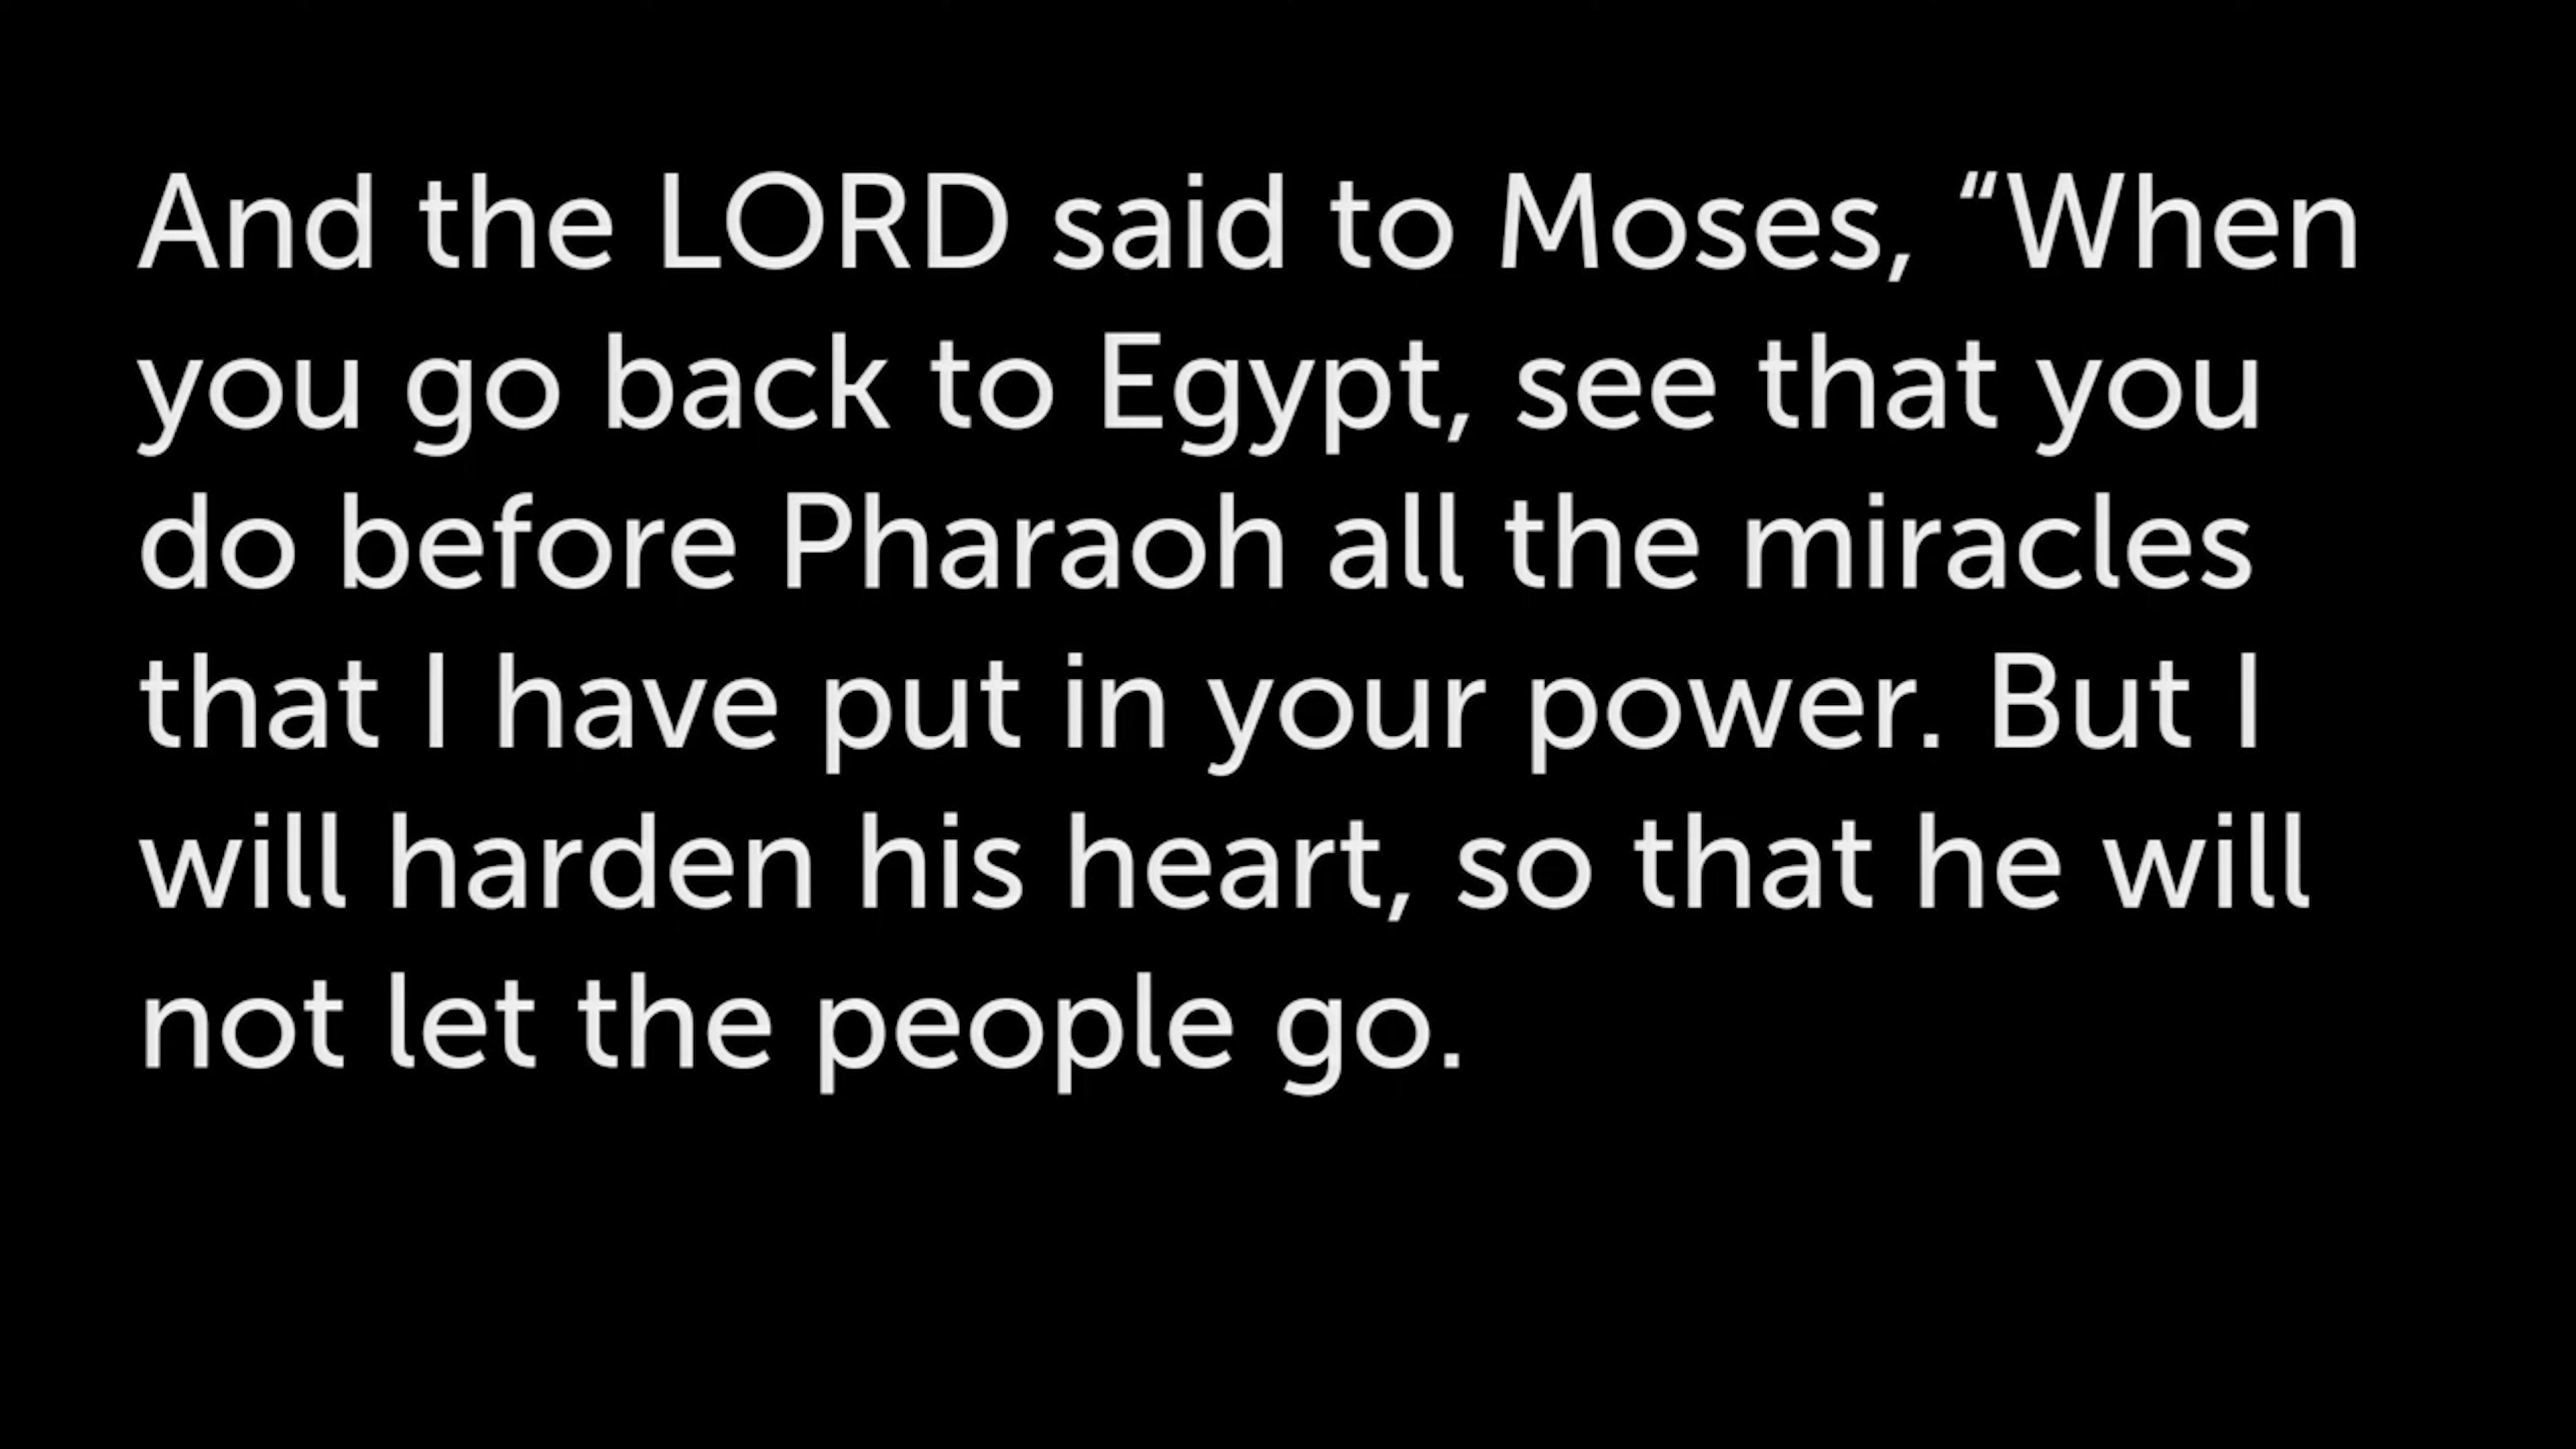 And the LORD said to Moses, “When
you go back to Egypt, see that you
do before Pharaoh all the miracles
that I have put in your power. But I
will harden his heart, so that he will
not let the people go.